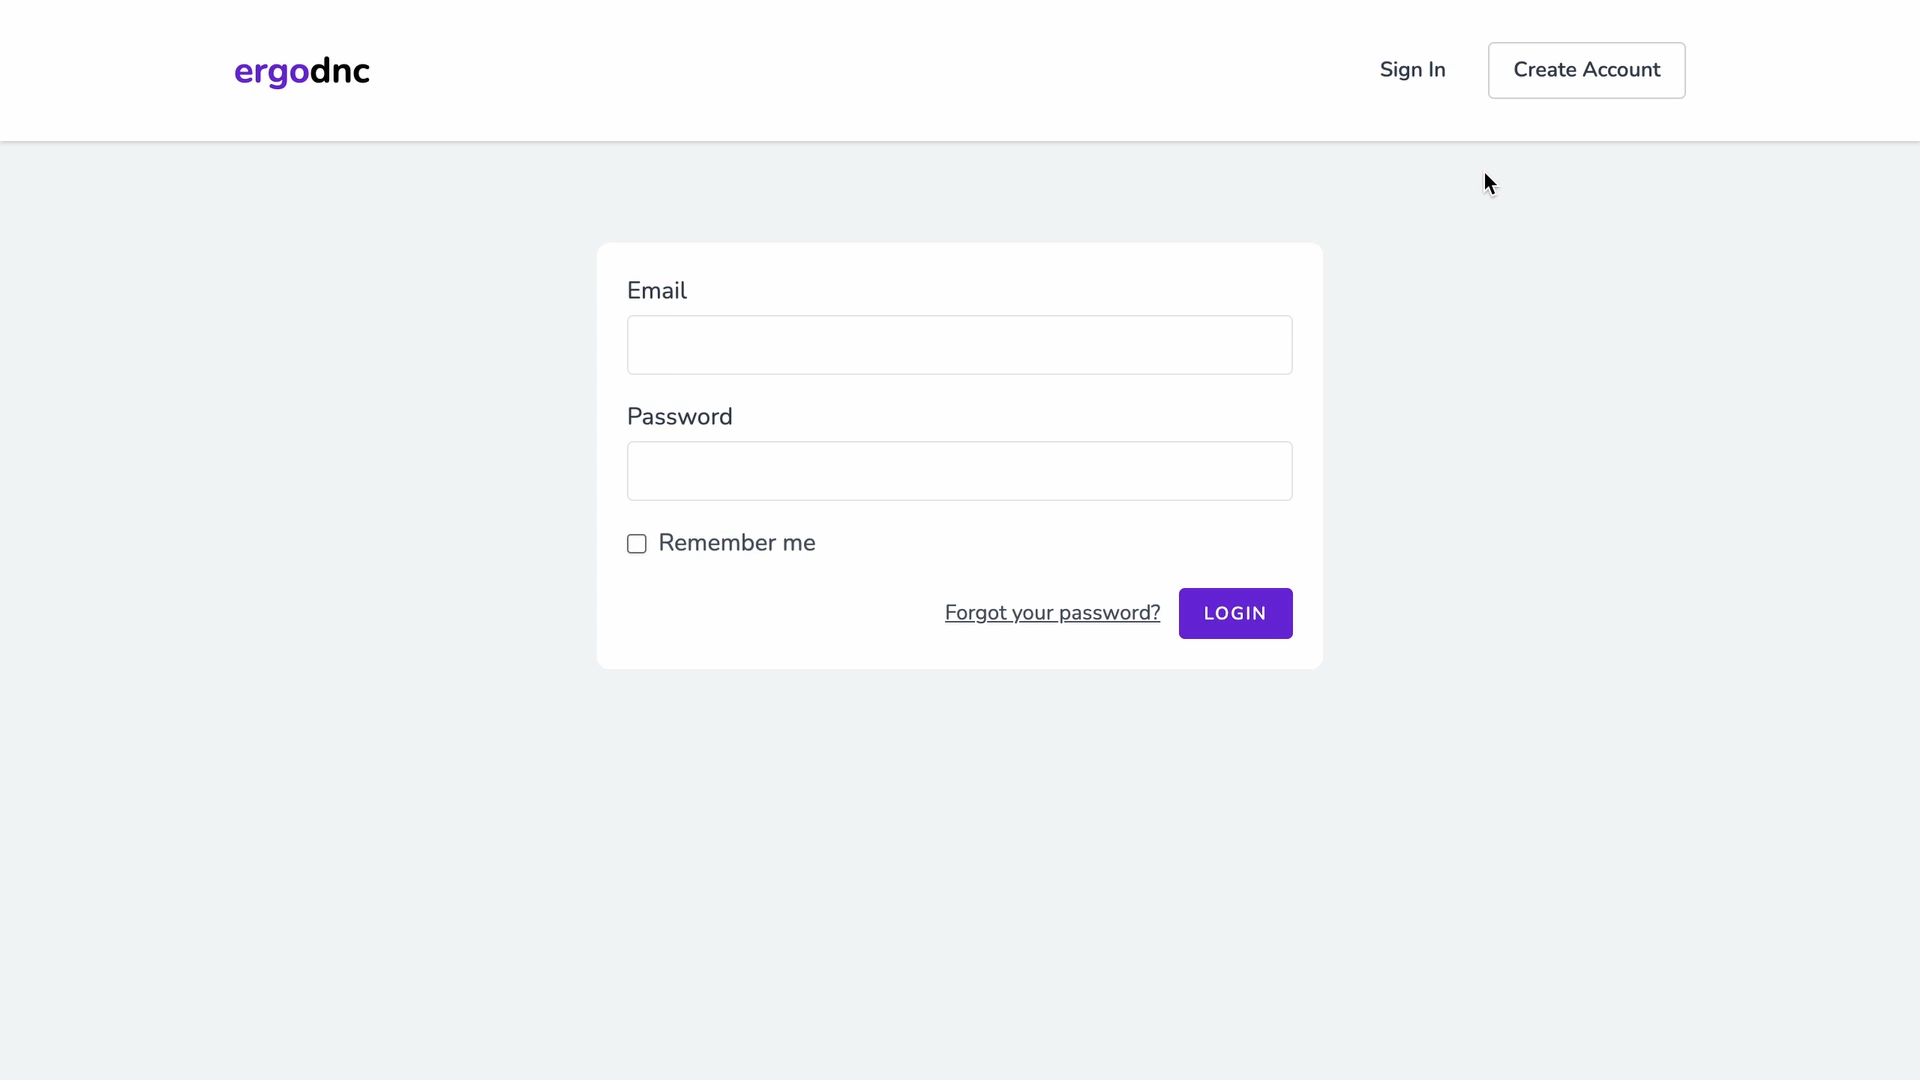 ergodnc
Sign In
Create Account
Email
Password
Remember me
Forgot your password?
LOGIN